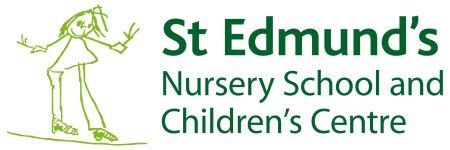 St Edmund's
Nursery School and
Children's Centre